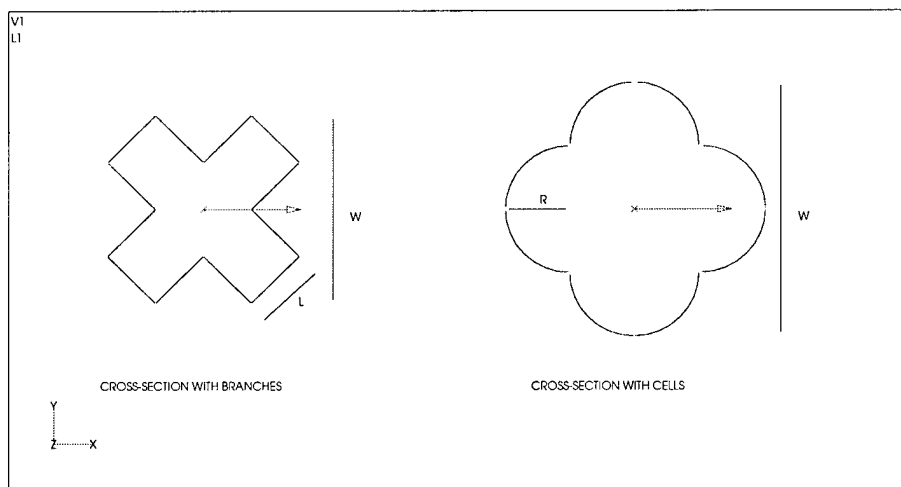 V1
L1
W
L
R
W
CROSS-SECTION WITH BRANCHES
CROSS-SECTION WITH CELLS
Y
Z
X